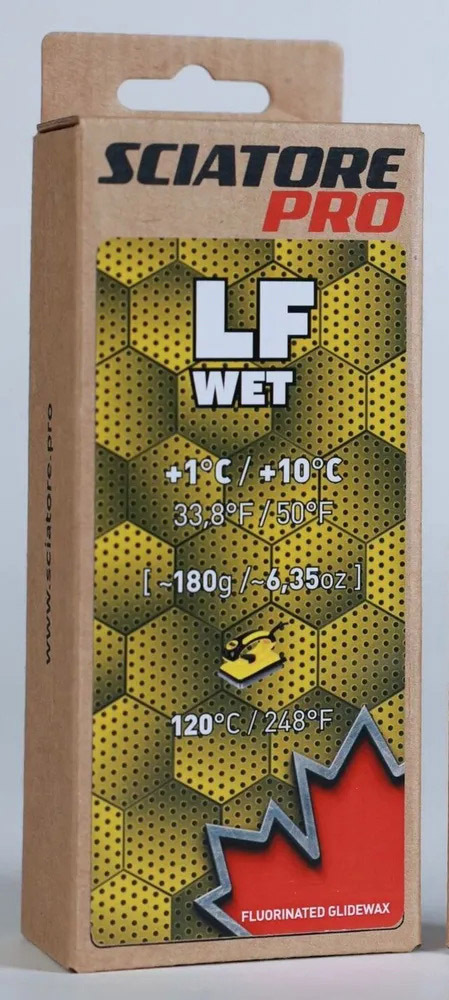 SCIATORE
PRO
LF
WET
+1°C / +10°C
33,8°F / 50°F
[ ~180g /~6,35oz ]
120°C / 248°F
FLUORINATED GLIDEWAX
www.sciatore.pro